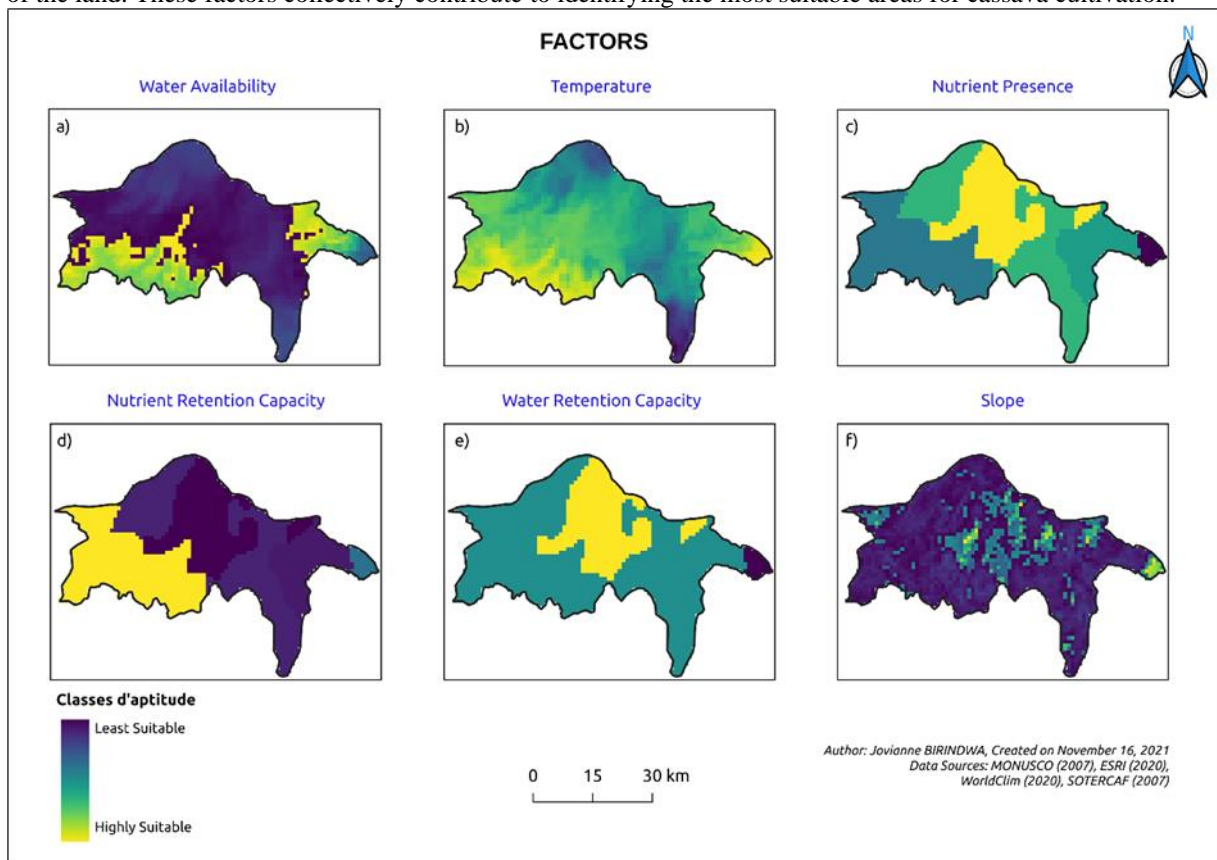 of the land. These factors collectively contribute to identifying the most suitable areas for cassava cultivation.
FACTORS
N
Water Availability
Temperature
Nutrient Presence
a)
b)
c)
Nutrient Retention Capacity
Water Retention Capacity
Slope
d)
e)
f)
Classes d'aptitude
Least Suitable
Highly Suitable
0 15 30 km
Author: Jovianne BIRINDWA, Created on November 16, 2021
Data Sources: MONUSCO (2007), ESRI (2020),
WorldClim (2020), SOTERCAF (2007)